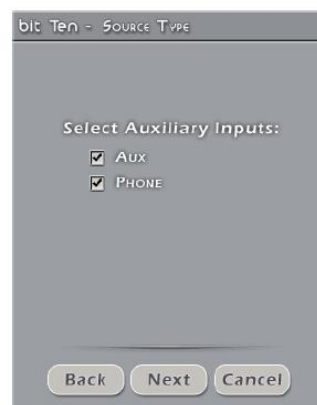 bit Ten - Source Type
Select Auxiliary Inputs:
Aux
Phone
Back Next Cancel